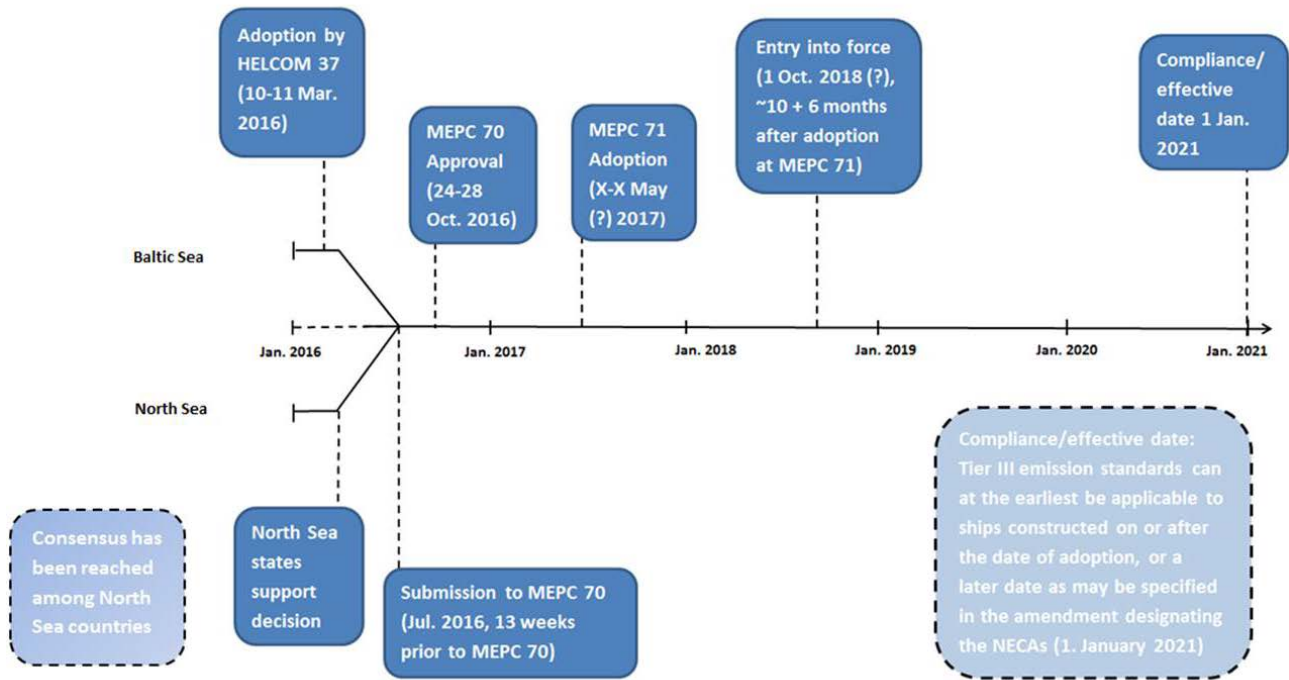 Adoption by
HELCOM 37
(10-11 Mar.
2016)
MEPC 70
Approval
(24-28
Oct. 2016)
MEPC 71
Adoption
(X-X May
(?) 2017)
Entry into force
(1 Oct. 2018 (?),
~10 + 6 months
after adoption
at MEPC 71)
Compliance/
effective
date 1 Jan.
2021
Baltic Sea
Jan. 2016
Jan. 2017
Jan. 2018
Jan. 2019
Jan. 2020
Jan. 2021
North Sea
Consensus has
been reached
among North
Sea countries
North Sea
states
support
decision
Submission to MEPC 70
(Jul. 2016, 13 weeks
prior to MEPC 70)
Compliance/effective date:
Tier III emission standards can
at the earliest be applicable to
ships constructed on or after
the date of adoption, or a
later date as may be specified
in the amendment designating
the NECAs (1. January 2021)